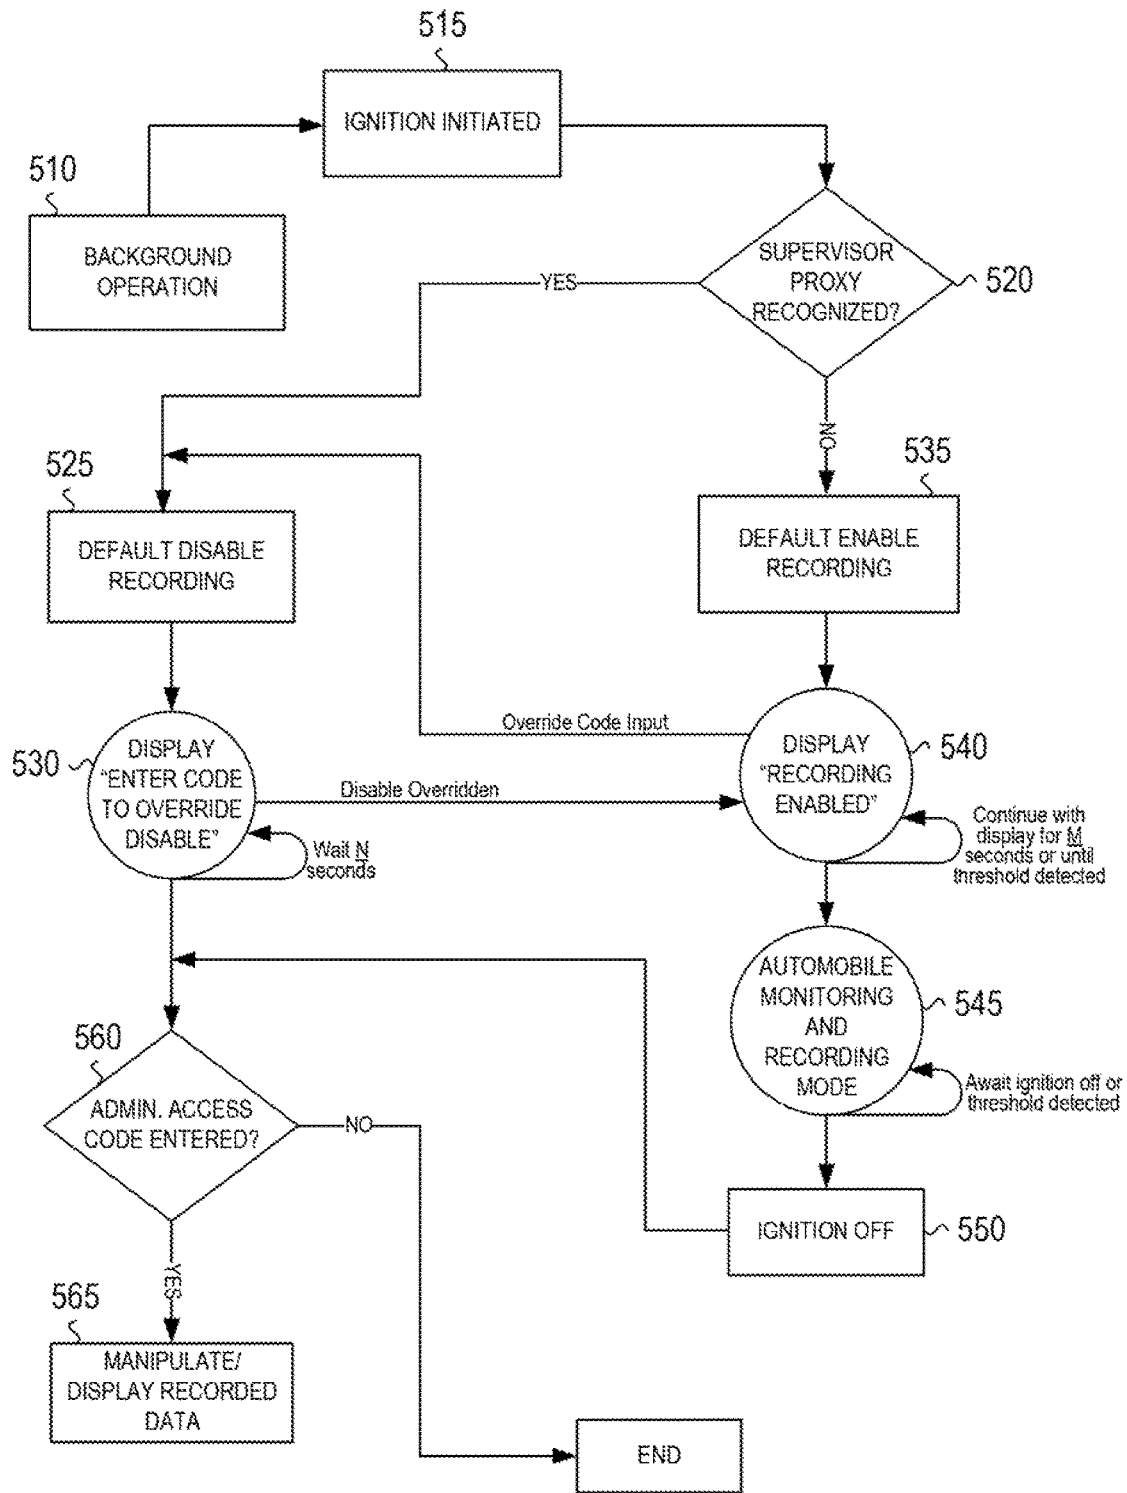 515
IGNITION INITIATED
510
BACKGROUND
OPERATION
SUPERVISOR
PROXY
RECOGNIZED?
520
YES
NO
525
DEFAULT DISABLE
RECORDING
535
DEFAULT ENABLE
RECORDING
530
DISPLAY
"ENTER CODE
TO OVERRIDE
DISABLE"
Override Code Input
Disable Overridden
Wait N
seconds
540
DISPLAY
"RECORDING
ENABLED"
Continue with
display for M
seconds or until
threshold detected
AUTOMOBILE
MONITORING
AND
RECORDING
MODE
545
Await ignition off or
threshold detected
560
ADMIN. ACCESS
CODE ENTERED?
NO
IGNITION OFF
550
YES
565
MANIPULATE/
DISPLAY RECORDED
DATA
END